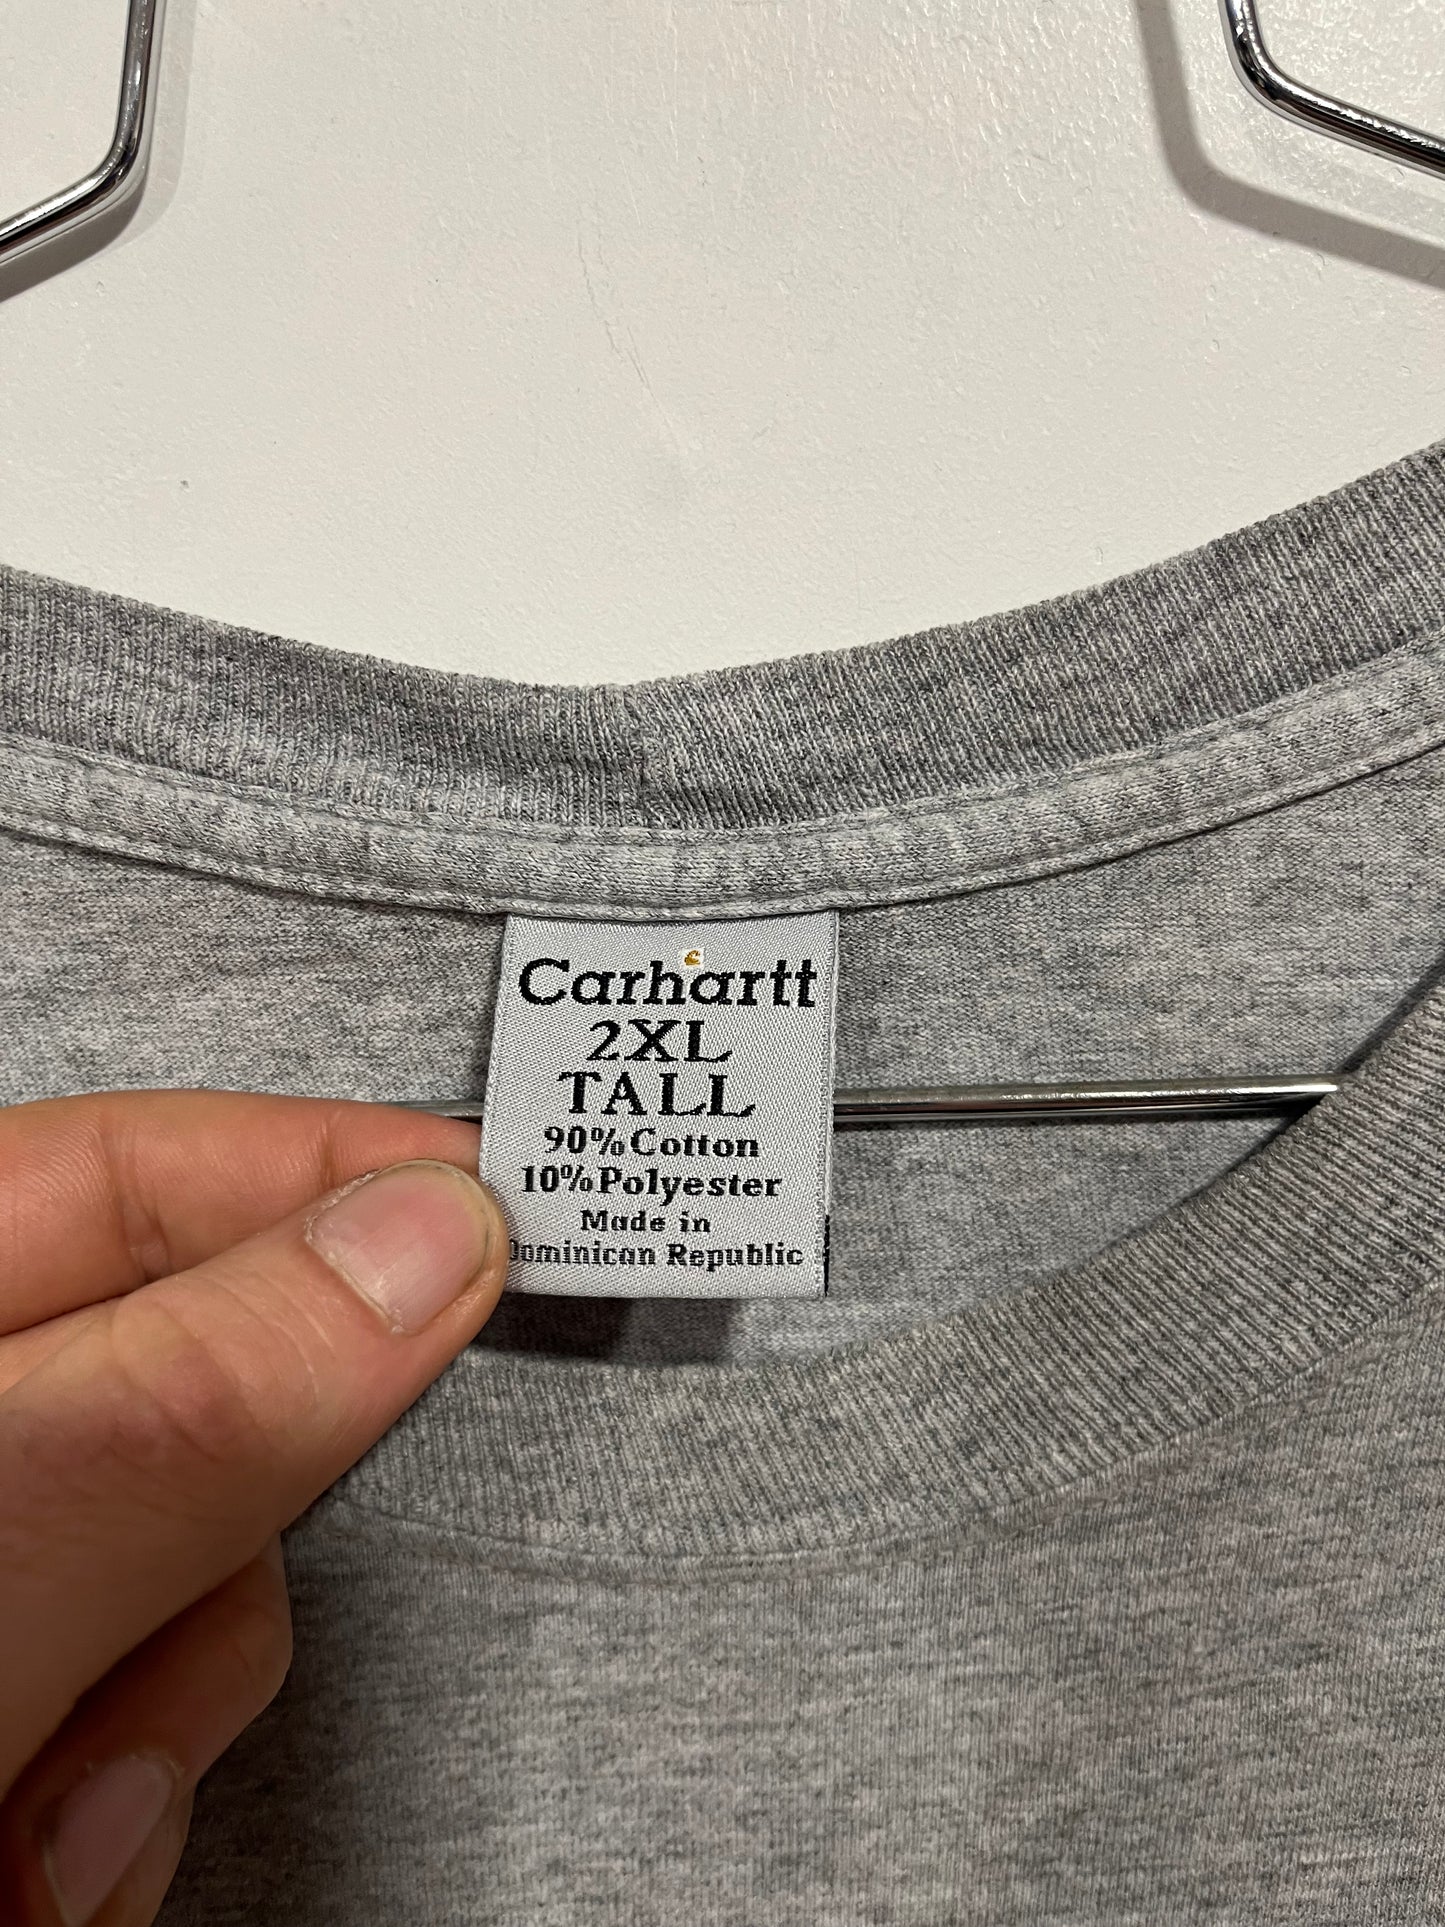 Carhartt
2XL
TALL
90% Cotton
10% Polyester
Made in
Dominican Republic